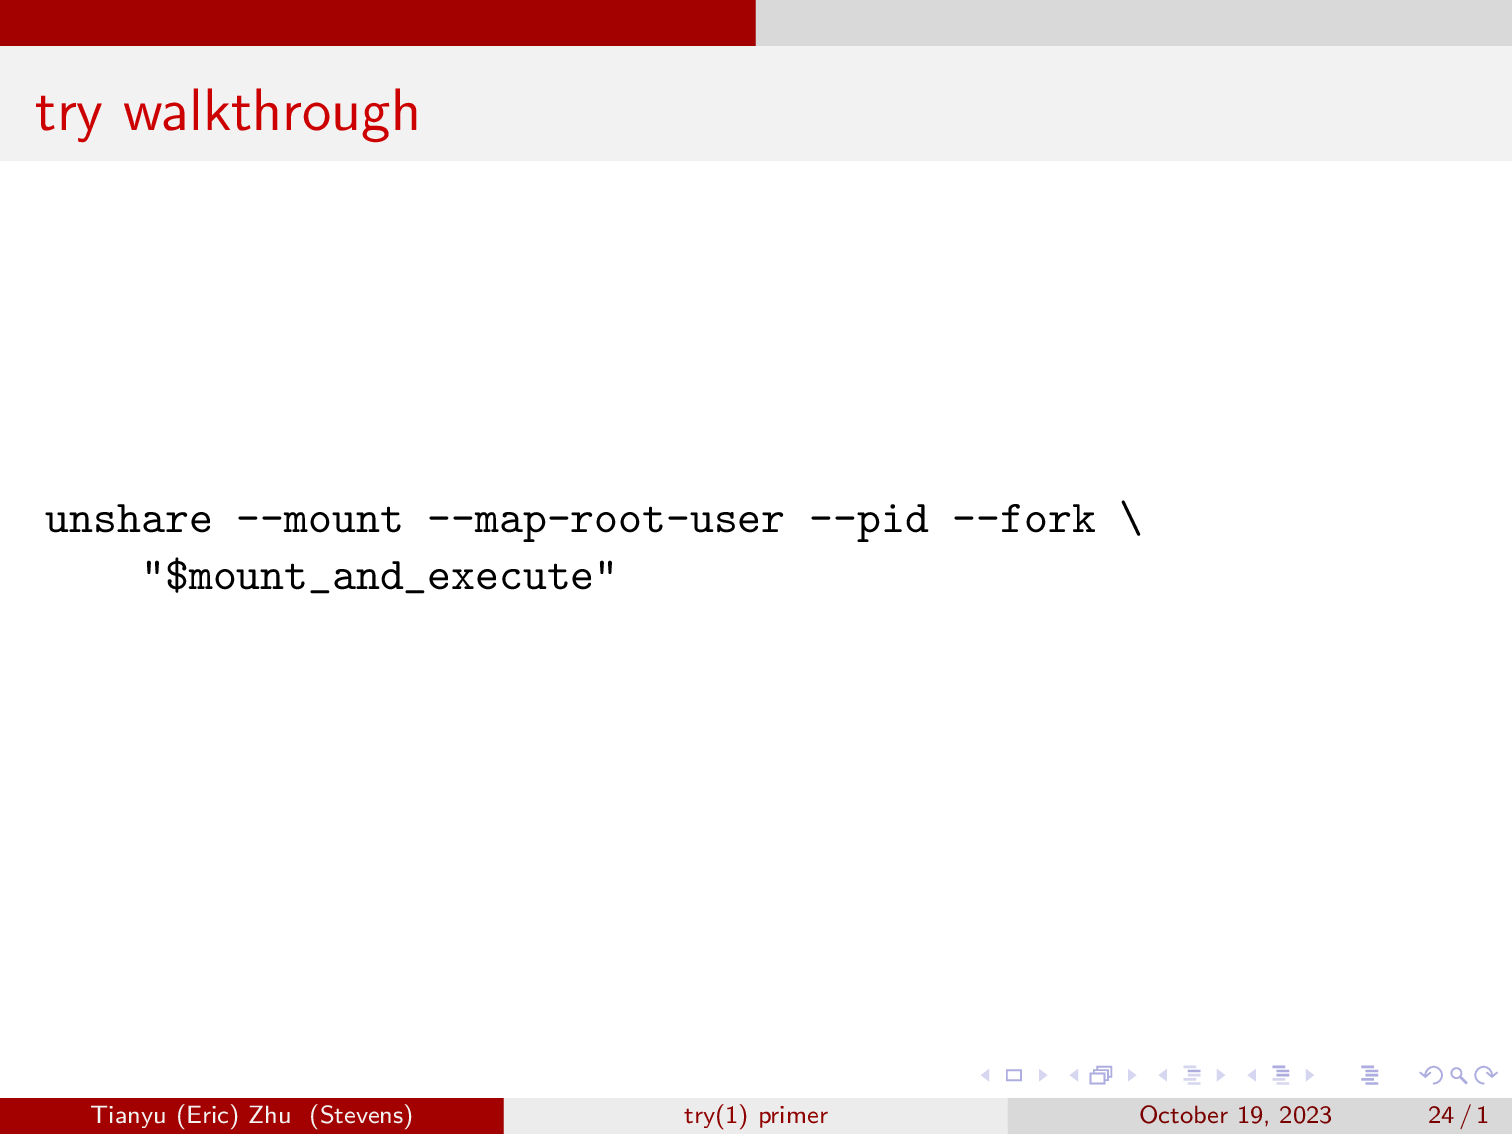 try walkthrough
unshare --mount --map-root-user --pid --fork \
    "$mount_and_execute"
Tianyu (Eric) Zhu (Stevens) try(1) primer October 19, 2023 24 / 1